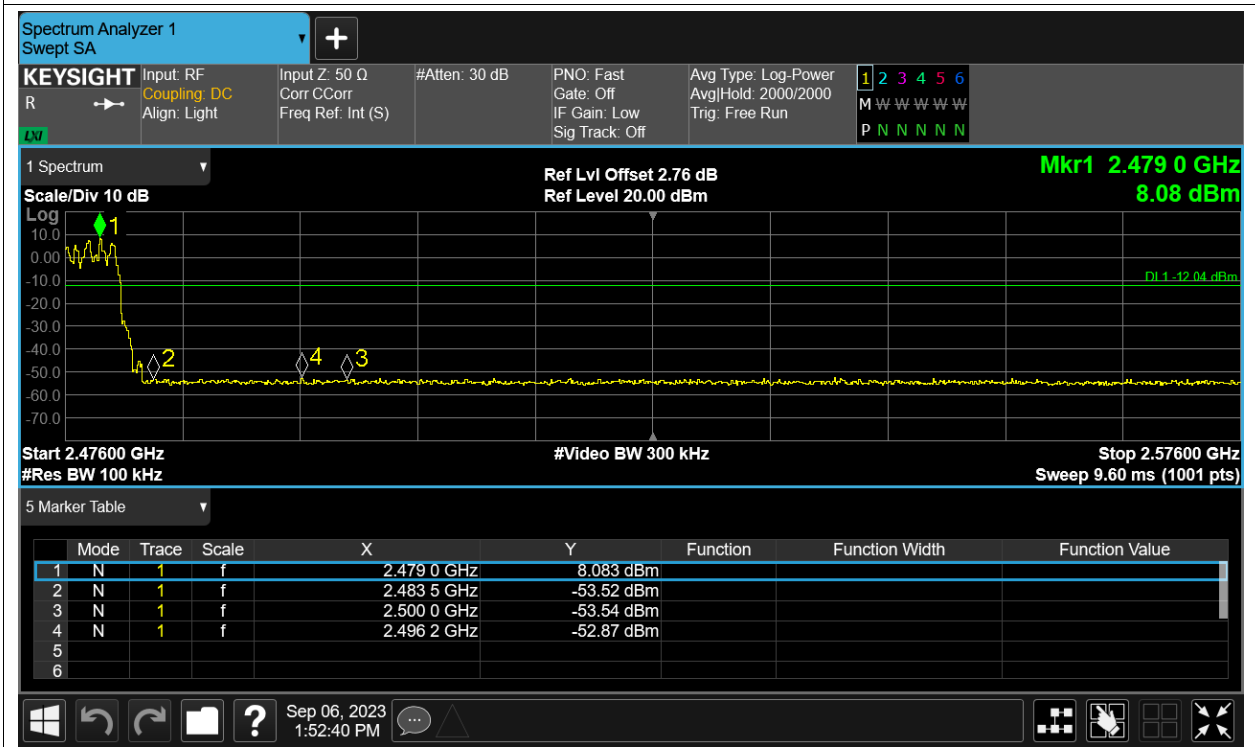 Spectrum Analyzer 1
Swept SA
KEYSIGHT Input: RF Input Z: 50 Ω #Atten: 30 dB PNO: Fast Avg Type: Log-Power 1 2 3 4 5 6
R Coupling: DC Corr CCorr Gate: Off Avg|Hold: 2000/2000 M W W W W W
Align: Light Freq Ref: Int (S) IF Gain: Low Trig: Free Run
LXI Sig Track: Off P N N N N N
1 Spectrum Ref Lvl Offset 2.76 dB Mkr1 2.479 0 GHz
Scale/Div 10 dB Ref Level 20.00 dBm 8.08 dBm
Log
1
10.0
0.00
-10.0 DL1 -12.04 dBm
-20.0
-30.0
-40.0
2 4 3
-50.0
-60.0
-70.0
Start 2.47600 GHz #Video BW 300 kHz Stop 2.57600 GHz
#Res BW 100 kHz Sweep 9.60 ms (1001 pts)
5 Marker Table
Mode Trace Scale X Y Function Function Width Function Value
1 N 1 f 2.479 0 GHz 8.083 dBm
2 N 1 f 2.483 5 GHz -53.52 dBm
3 N 1 f 2.500 0 GHz -53.54 dBm
4 N 1 f 2.496 2 GHz -52.87 dBm
5
6
? Sep 06, 2023
1:52:40 PM